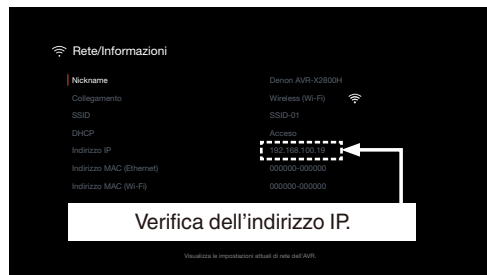 Rete/Informazioni
Nickname Denon AVR-X2800H
Collegamento Wireless (Wi-Fi)
SSID SSID-01
DHCP Acceso
Indirizzo IP 192.168.100.19
Indirizzo MAC (Ethernet) 000000-000000
Indirizzo MAC (Wi-Fi) 000000-000000
Verifica dell'indirizzo IP.
Visualizza le impostazioni attuali di rete dell'AVR.